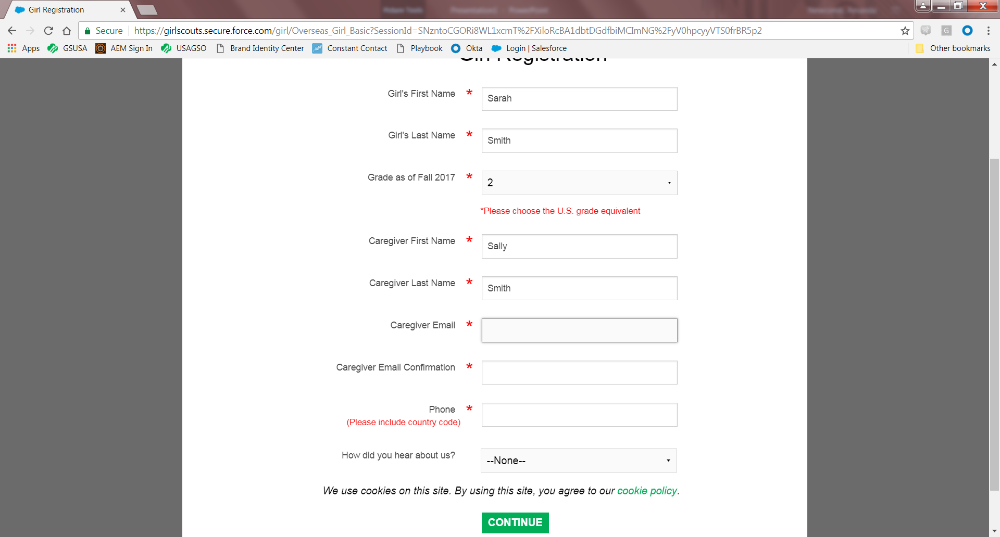 Girl Registration
Secure https://girlscouts.secure.force.com/girl/Overseas_Girl_Basic?SessionId=SNzntoCGORi8WL1xcmT%2FXiloRcBA1dbtDGdfbiMCImNG%2FyV0hpcyyVTS0frBR5p2
Apps GSUSA AEM Sign In USAGSO Brand Identity Center Constant Contact Playbook Okta Login | Salesforce Other bookmarks
Girl Registration
Girl's First Name * Sarah
Girl's Last Name * Smith
Grade as of Fall 2017 * 2
*Please choose the U.S. grade equivalent
Caregiver First Name * Sally
Caregiver Last Name * Smith
Caregiver Email *
Caregiver Email Confirmation *
Phone *
(Please include country code)
How did you hear about us? --None--
We use cookies on this site. By using this site, you agree to our cookie policy.
CONTINUE